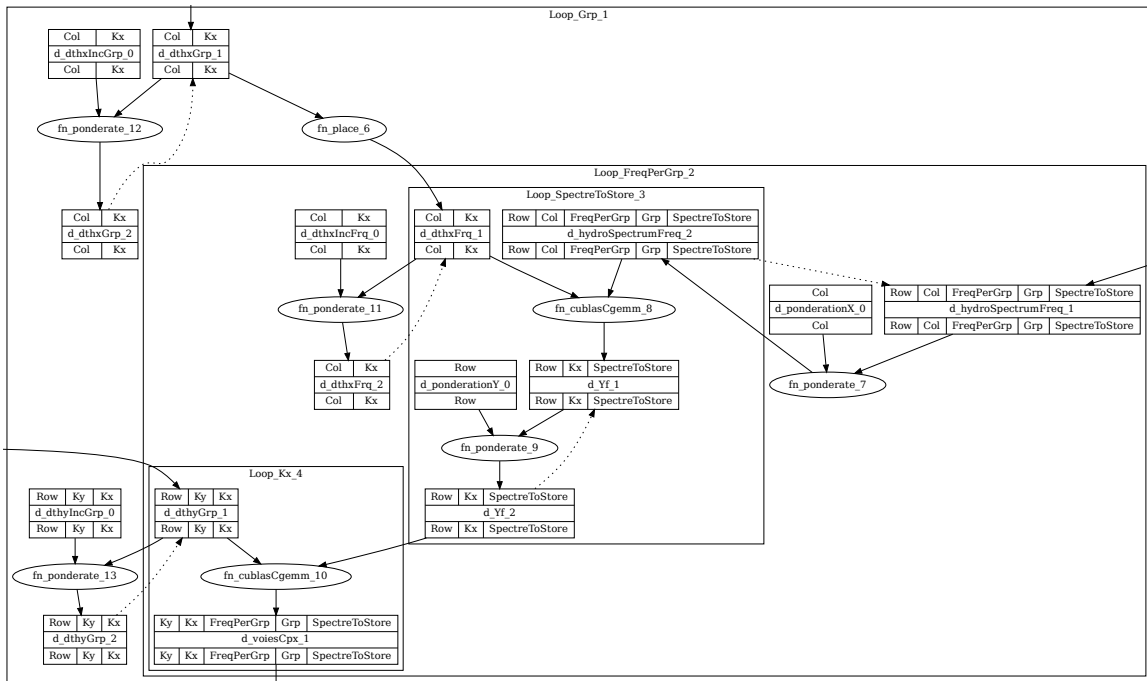 Loop_Grp_1
Col Kx
d_dthxIncGrp_0
Col Kx
Col Kx
d_dthxGrp_1
Col Kx
fn_ponderate_12
fn_place_6
Loop_FreqPerGrp_2
Loop_SpectreToStore_3
Col Kx
d_dthxGrp_2
Col Kx
Col Kx
d_dthxIncFrq_0
Col Kx
Col Kx
d_dthxFrq_1
Col Kx
Row Col FreqPerGrp Grp SpectreToStore
d_hydroSpectrumFreq_2
Row Col FreqPerGrp Grp SpectreToStore
fn_ponderate_11
fn_cublasCgemm_8
Col
d_ponderationX_0
Col
Row Col FreqPerGrp Grp SpectreToStore
d_hydroSpectrumFreq_1
Row Col FreqPerGrp Grp SpectreToStore
Col Kx
d_dthxFrq_2
Col Kx
Row
d_ponderationY_0
Row
Row Kx SpectreToStore
d_Yf_1
Row Kx SpectreToStore
fn_ponderate_7
fn_ponderate_9
Loop_Kx_4
Row Ky Kx
d_dthyIncGrp_0
Row Ky Kx
Row Ky Kx
d_dthyGrp_1
Row Ky Kx
Row Kx SpectreToStore
d_Yf_2
Row Kx SpectreToStore
fn_ponderate_13
fn_cublasCgemm_10
Row Ky Kx
d_dthyGrp_2
Row Ky Kx
Ky Kx FreqPerGrp Grp SpectreToStore
d_voiesCpx_1
Ky Kx FreqPerGrp Grp SpectreToStore